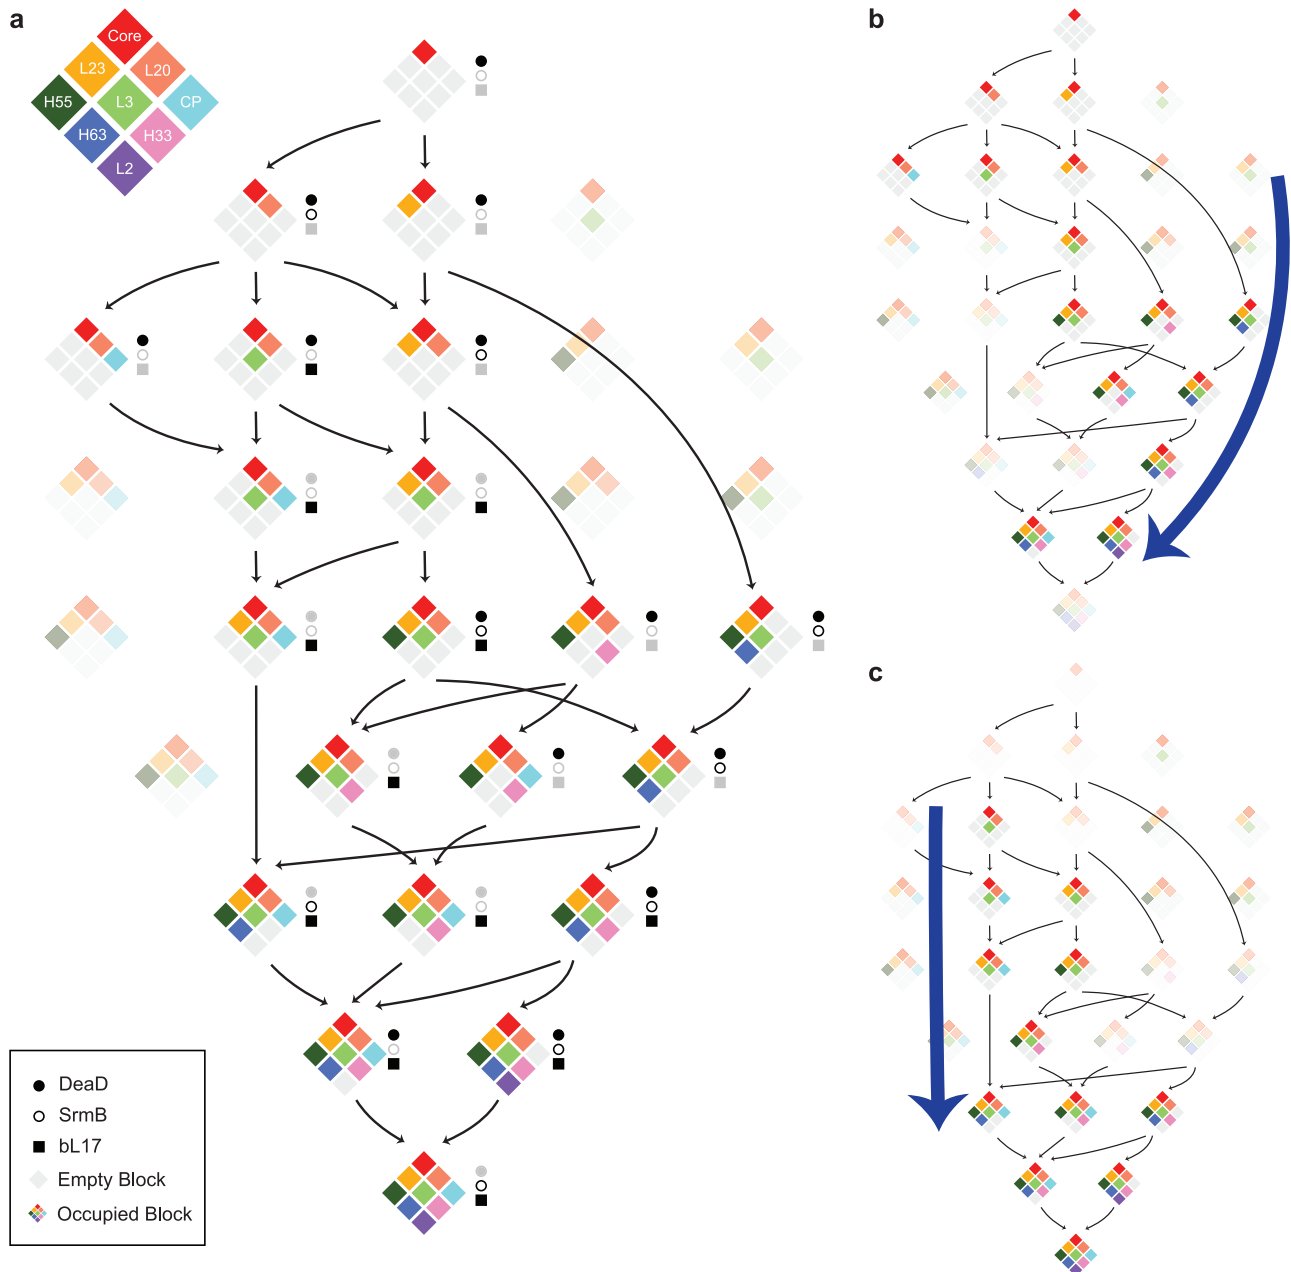 a
Core
L23
L20
H55
L3
CP
H63
H33
L2
b
c
DeaD
SrmB
bL17
Empty Block
Occupied Block